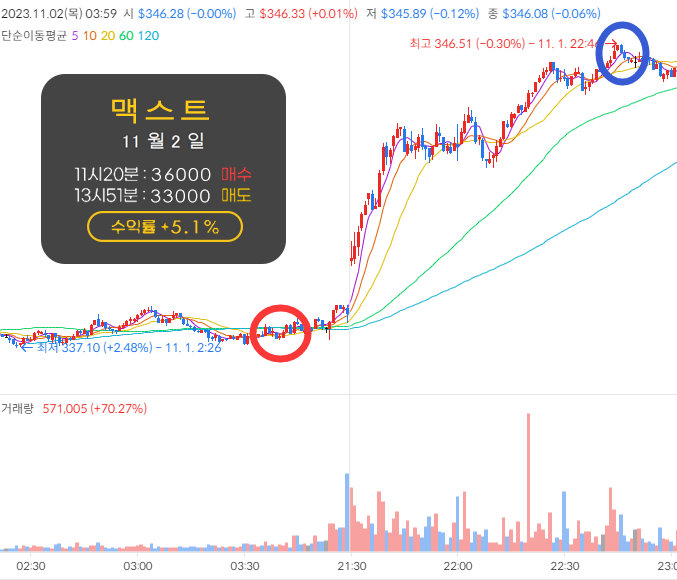 2023.11.02(목) 03:59 시 $346.28 (−0.00%) 고 $346.33 (+0.01%) 저 $345.89 (−0.12%) 종 $346.08 (−0.06%)
단순이동평균 5 10 20 60 120
최고 346.51 (−0.30%) − 11. 1. 22:4
맥스트
11월 2일
11시20분 : 36000 매수
13시51분 : 33000 매도
수익률 +5.1%
← 최저 337.10 (+2.48%) − 11. 1. 2:26
거래량 571,005 (+70.27%)
02:30 03:00 03:30 21:30 22:00 22:30 23:0